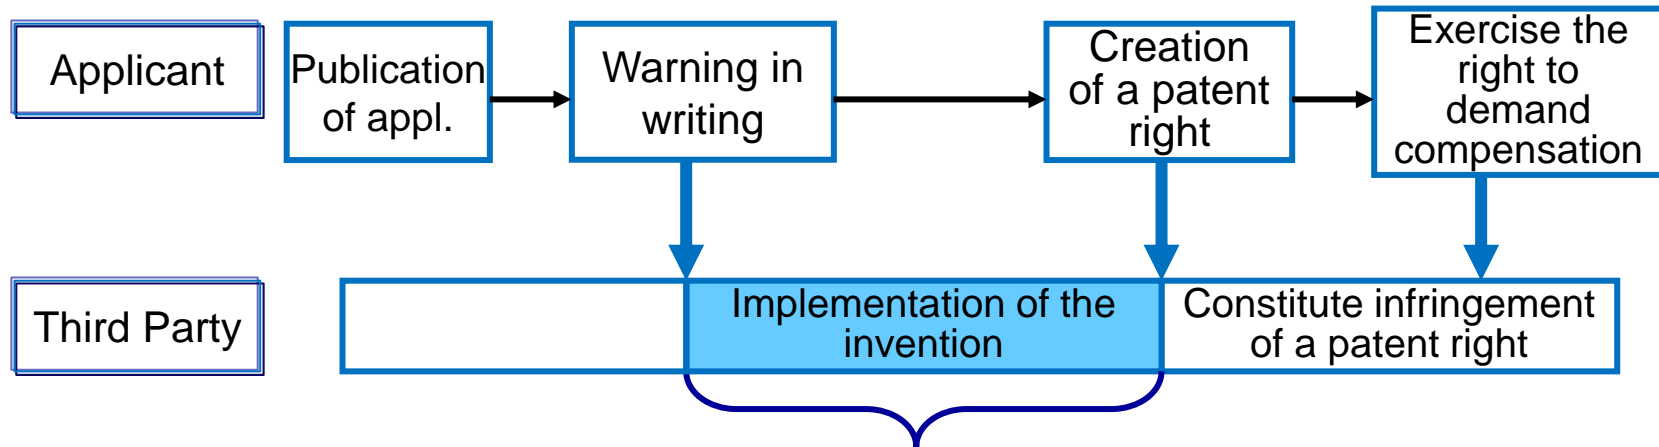 Applicant
Publication
of appl.
Warning in
writing
Creation
of a patent
right
Exercise the
right to
demand
compensation
Third Party
Implementation of the
invention
Constitute infringement
of a patent right